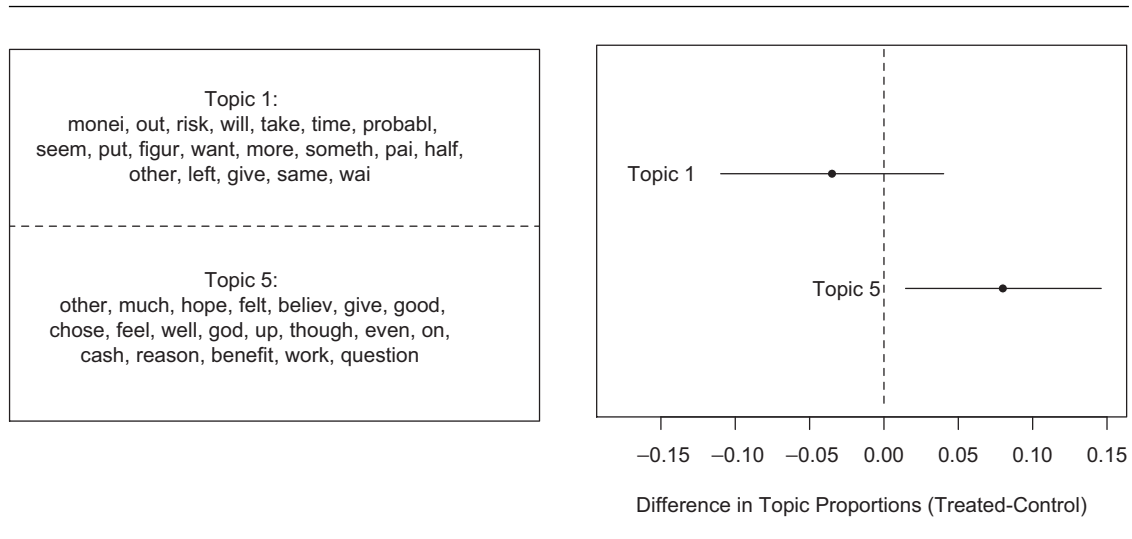 Topic 1:
monei, out, risk, will, take, time, probabl,
seem, put, figur, want, more, someth, pai, half,
other, left, give, same, wai
Topic 5:
other, much, hope, felt, believ, give, good,
chose, feel, well, god, up, though, even, on,
cash, reason, benefit, work, question
Topic 1
Topic 5
−0.15 −0.10 −0.05 0.00 0.05 0.10 0.15
Difference in Topic Proportions (Treated-Control)